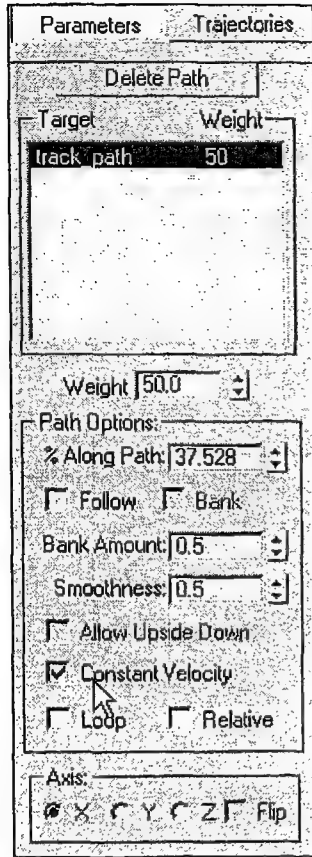 Parameters Trajectories
Delete Path
Target Weight
track_path 50
Weight 50.0
Path Options:
% Along Path: 37.528
Follow Bank
Bank Amount: 0.5
Smoothness: 0.5
Allow Upside Down
Constant Velocity
Loop Relative
Axis:
X Y Z Flip